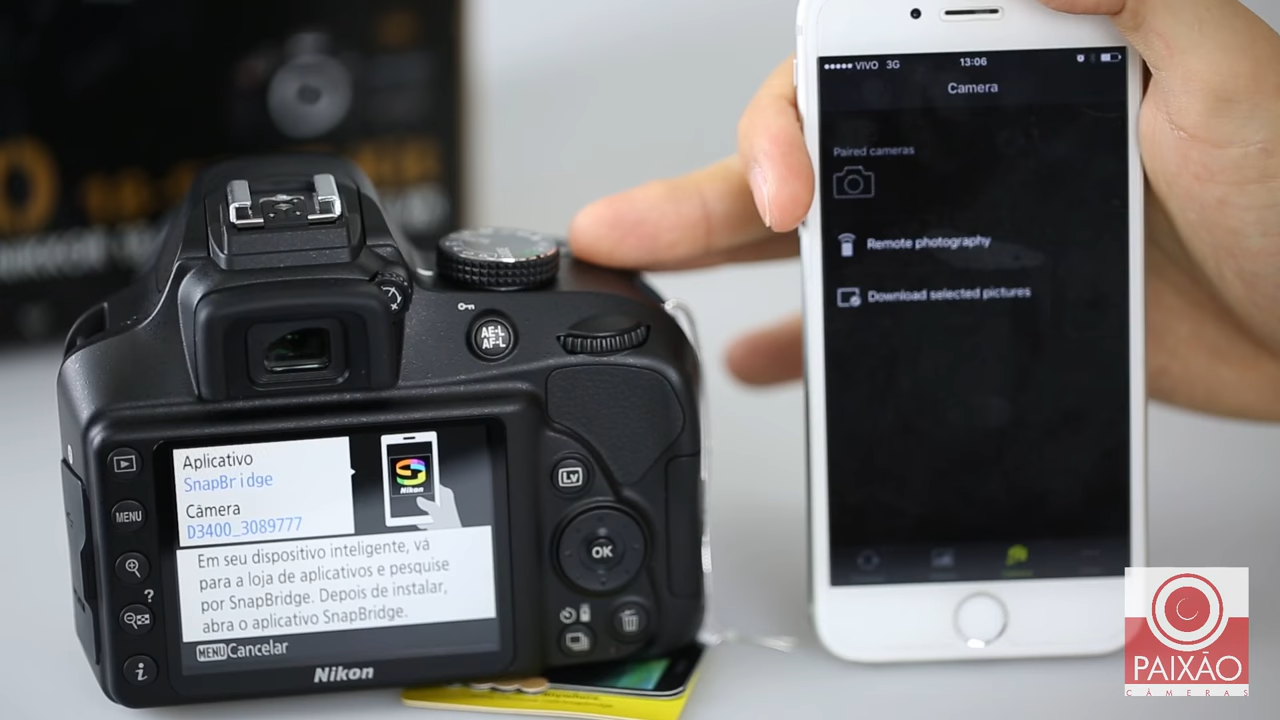 VIVO 3G
13:06
Camera
Paired cameras
Remote photography
Download selected pictures
AE-L
AF-L
Aplicativo
SnapBridge
Câmera
D3400_3089777
Nikon
Em seu dispositivo inteligente, vá
para a loja de aplicativos e pesquise
por SnapBridge. Depois de instalar,
abra o aplicativo SnapBridge.
MENU Cancelar
MENU
?
i
Lv
OK
Nikon
PAIXÃO
CÂMERAS